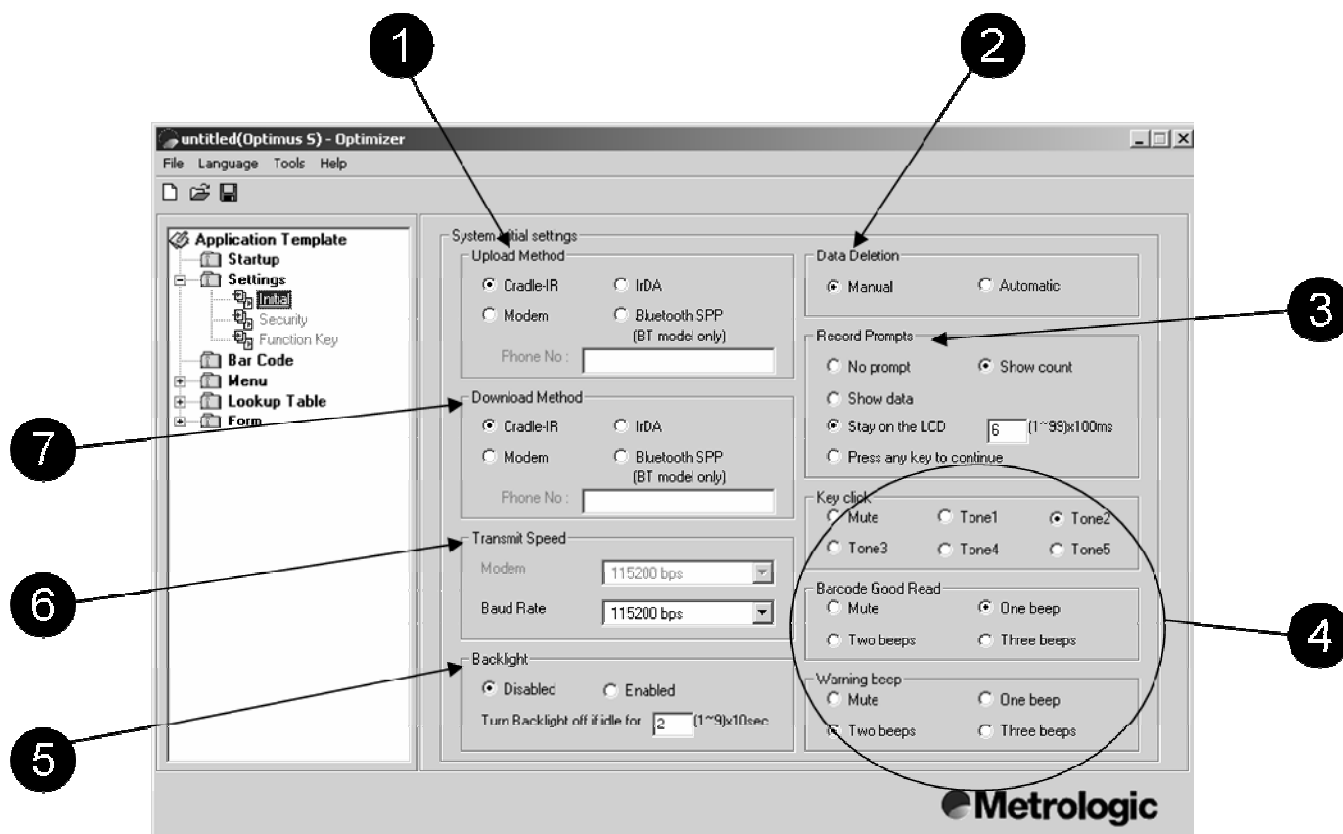 1
2
untitled(Optimus S) - Optimizer
File Language Tools Help
Application Template
Startup
Settings
Initial
Security
Function Key
Bar Code
Menu
Lookup Table
Form
System initial settings
Upload Method
Cradle-IR IrDA
Modem Bluetooth SPP
(BT model only)
Phone No :
Download Method
Cradle-IR IrDA
Modem Bluetooth SPP
(BT model only)
Phone No :
Transmit Speed
Modem 115200 bps
Baud Rate 115200 bps
Backlight
Disabled Enabled
Turn Backlight off if idle for 2 (1~9)x10sec
Data Deletion
Manual Automatic
Record Prompts
No prompt Show count
Show data
Stay on the LCD 6 (1~99)x100ms
Press any key to continue
Key click
Mute Tone1 Tone2
Tone3 Tone4 Tone5
Barcode Good Read
Mute One beep
Two beeps Three beeps
Warning beep
Mute One beep
Two beeps Three beeps
3
4
7
6
5
Metrologic